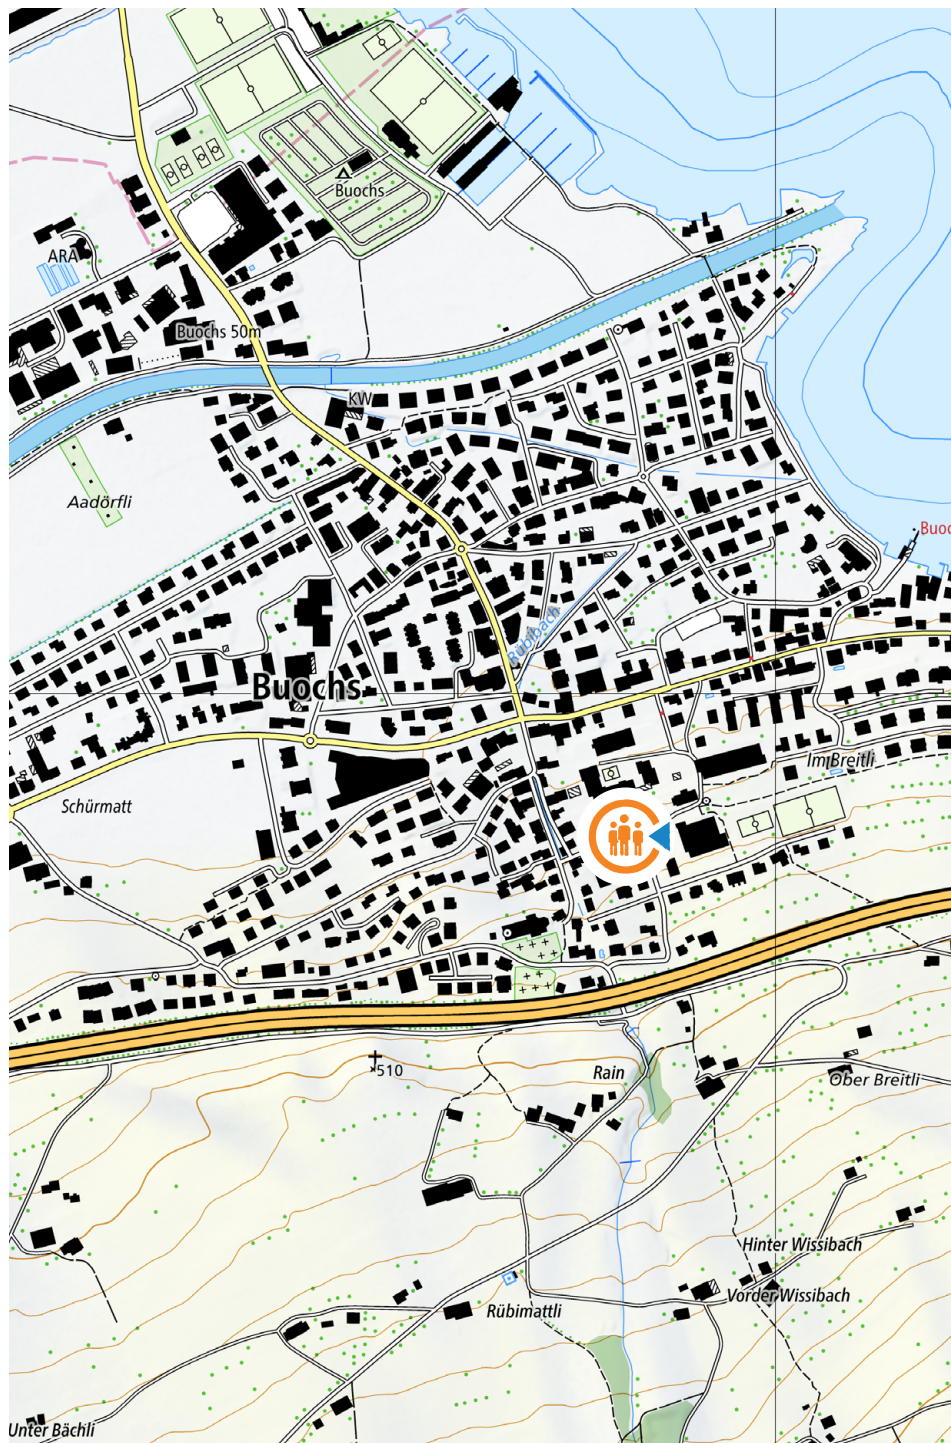 Buochs
ARA
Buochs 50m
KW
Aadörfli
Buoc
Rübibach
Buochs
Im Breitli
Schürmatt
510
Rain
Ober Breitli
Hinter Wissibach
Vorder Wissibach
Rübimattli
Unter Bächli